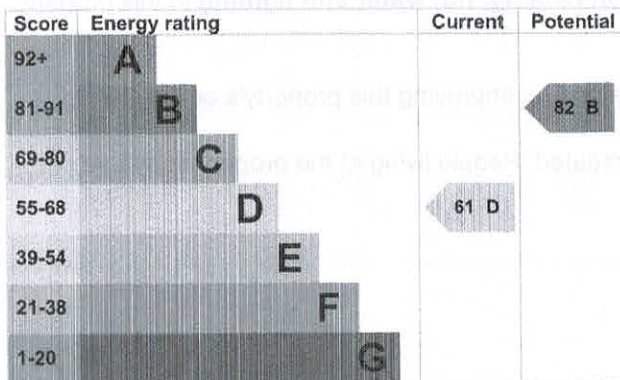 Score Energy rating Current Potential
92+ A
81-91 B 82 B
69-80 C
55-68 D 61 D
39-54 E
21-38 F
1-20 G